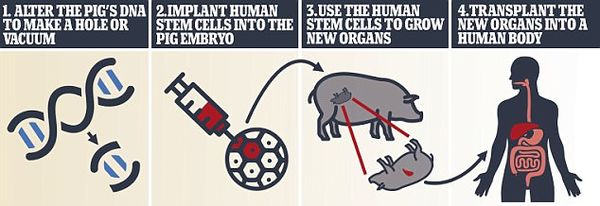 1. ALTER THE PIG'S DNA
TO MAKE A HOLE OR
VACUUM
2.IMPLANT HUMAN
STEM CELLS INTO THE
PIG EMBRYO
3.USE THE HUMAN
STEM CELLS TO GROW
NEW ORGANS
4.TRANSPLANT THE
NEW ORGANS INTO A
HUMAN BODY